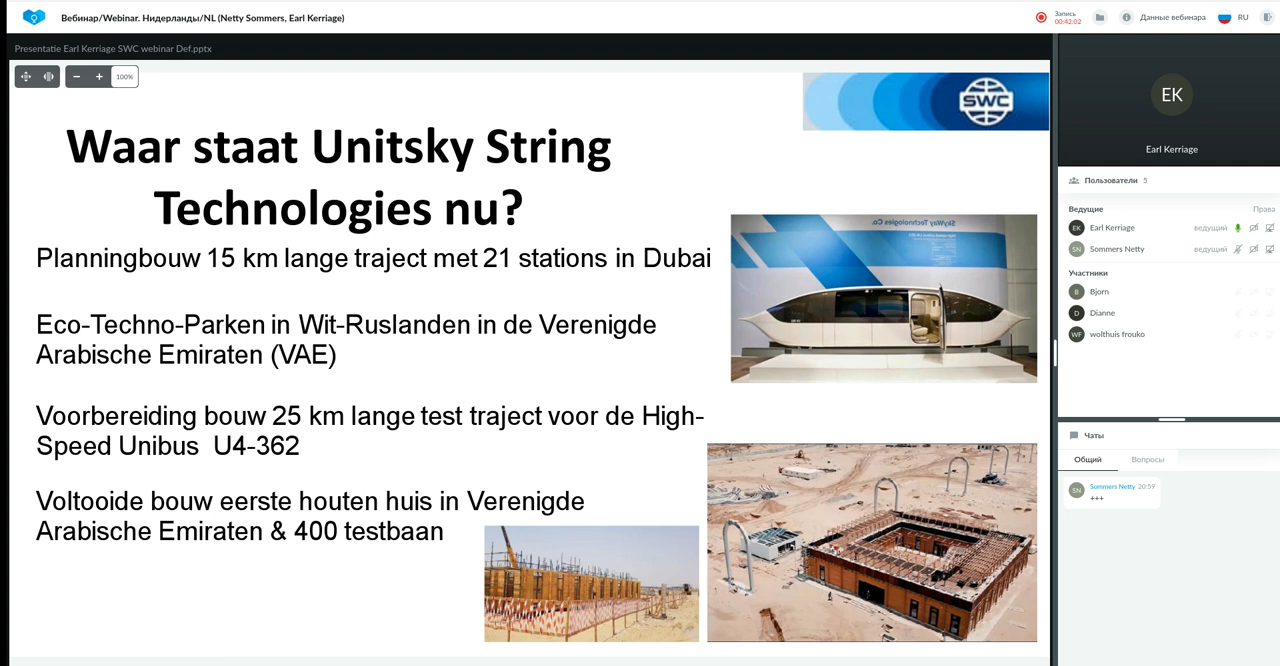 Вебинар/Webinar. Нидерланды/NL (Netty Sommers, Earl Kerriage)
Запись
00:42:02
Данные вебинара
RU
Presentatie Earl Kerriage SWC webinar Def.pptx
100%
SWC
Waar staat Unitsky String
Technologies nu?
Planningbouw 15 km lange traject met 21 stations in Dubai
Eco-Techno-Parken in Wit-Ruslanden in de Verenigde
Arabische Emiraten (VAE)
Voorbereiding bouw 25 km lange test traject voor de High-
Speed Unibus U4-362
Voltooide bouw eerste houten huis in Verenigde
Arabische Emiraten & 400 testbaan
SkyWay Technologies Co.
EK
Earl Kerriage
Пользователи 5
Ведущие Права
EK Earl Kerriage ведущий
SN Sommers Netty ведущий
Участники
B Bjorn
D Dianne
WF wolthuis frouko
Чаты
Общий Вопросы
SN Sommers Netty 20:59
+++